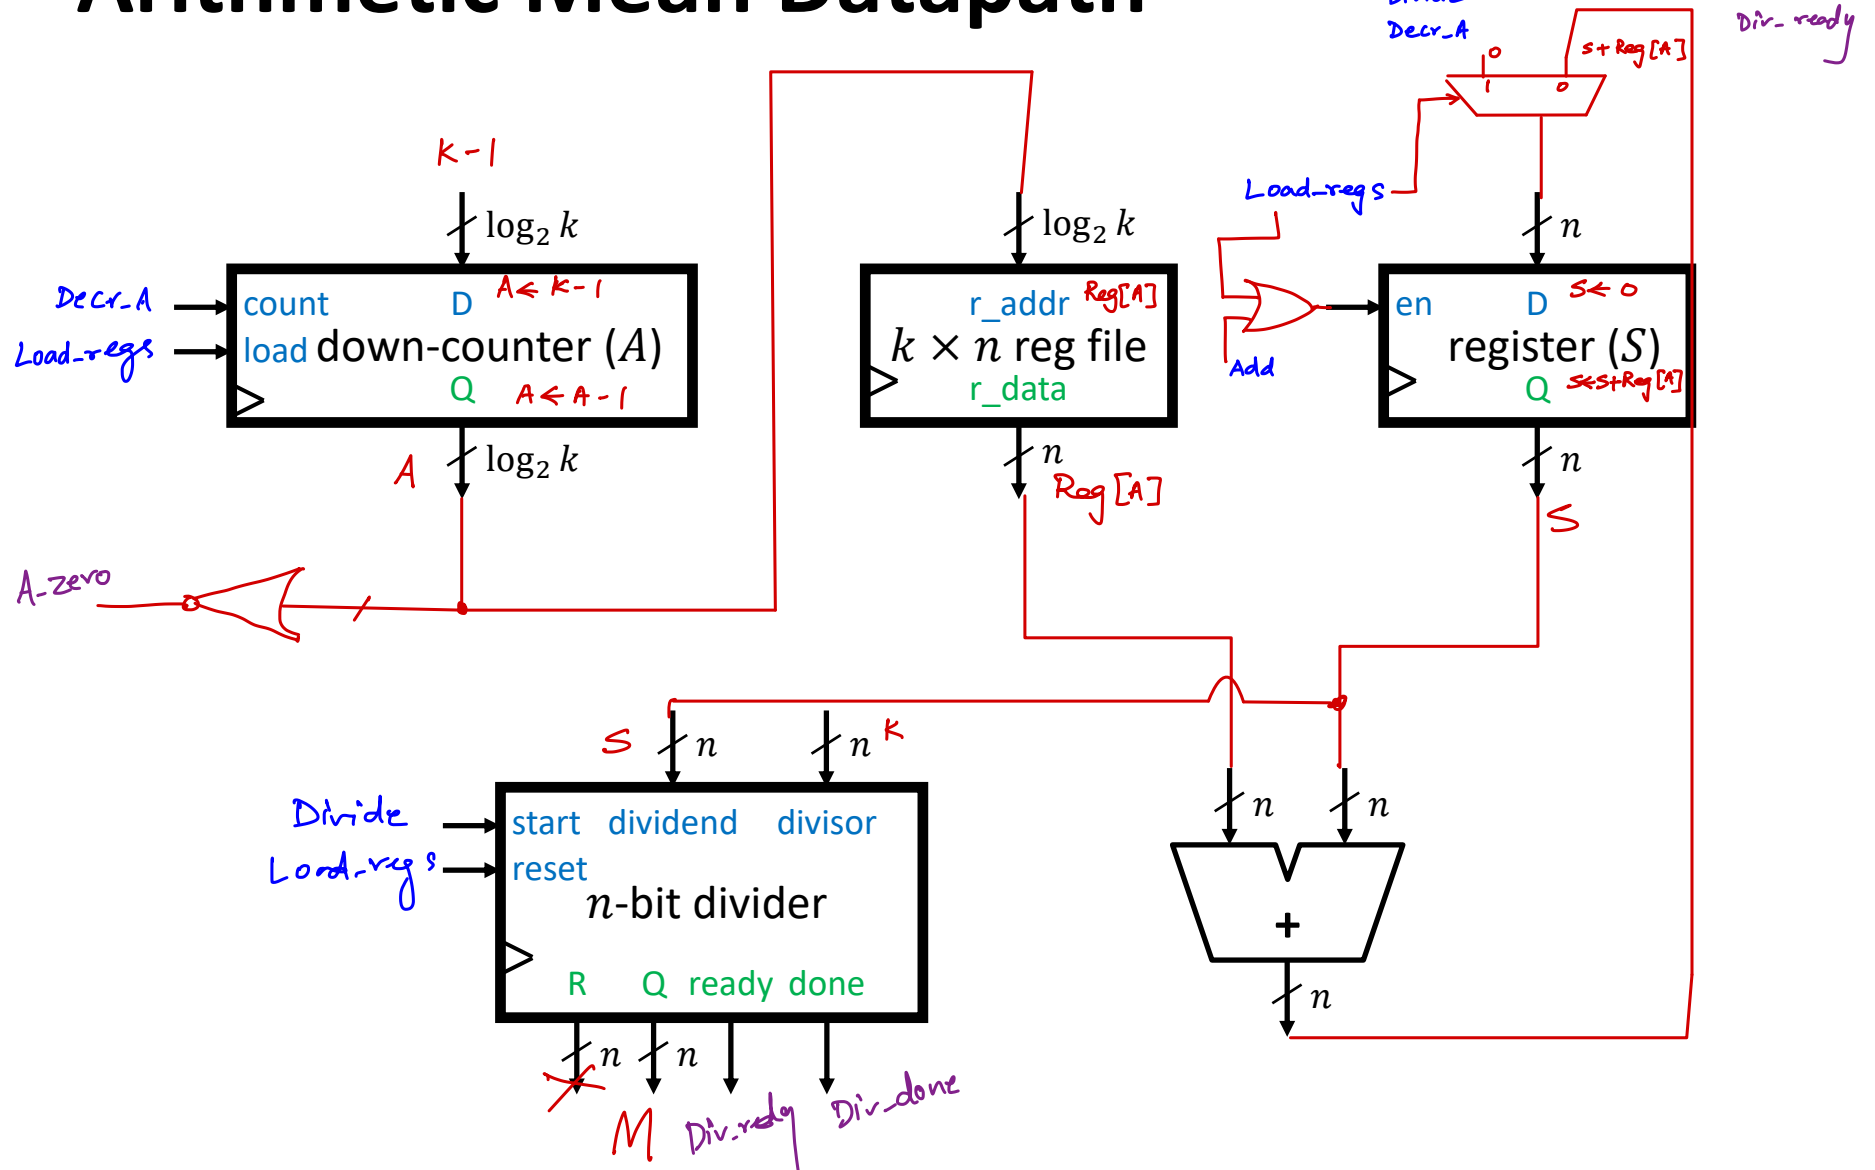 Arithmetic Mean Datapath
Decr_A
Div_ready
0
S+Reg[A]
1 0
K-1
log₂ k
log₂ k
Load_regs
n
Decr_A
count
D
A← K-1
r_addr
Reg[A]
en
D
S← 0
Load_regs
load
down-counter (A)
k × n reg file
register (S)
Q
A← A-1
r_data
Add
Q
S←S+Reg[A]
A
log₂ k
n
Reg[A]
n
S
A_zero
S
n
n
K
Divide
start
dividend
divisor
n
n
Load_regs
reset
n-bit divider
+
R
Q
ready
done
n
n
n
M
Div_redy
Div_done